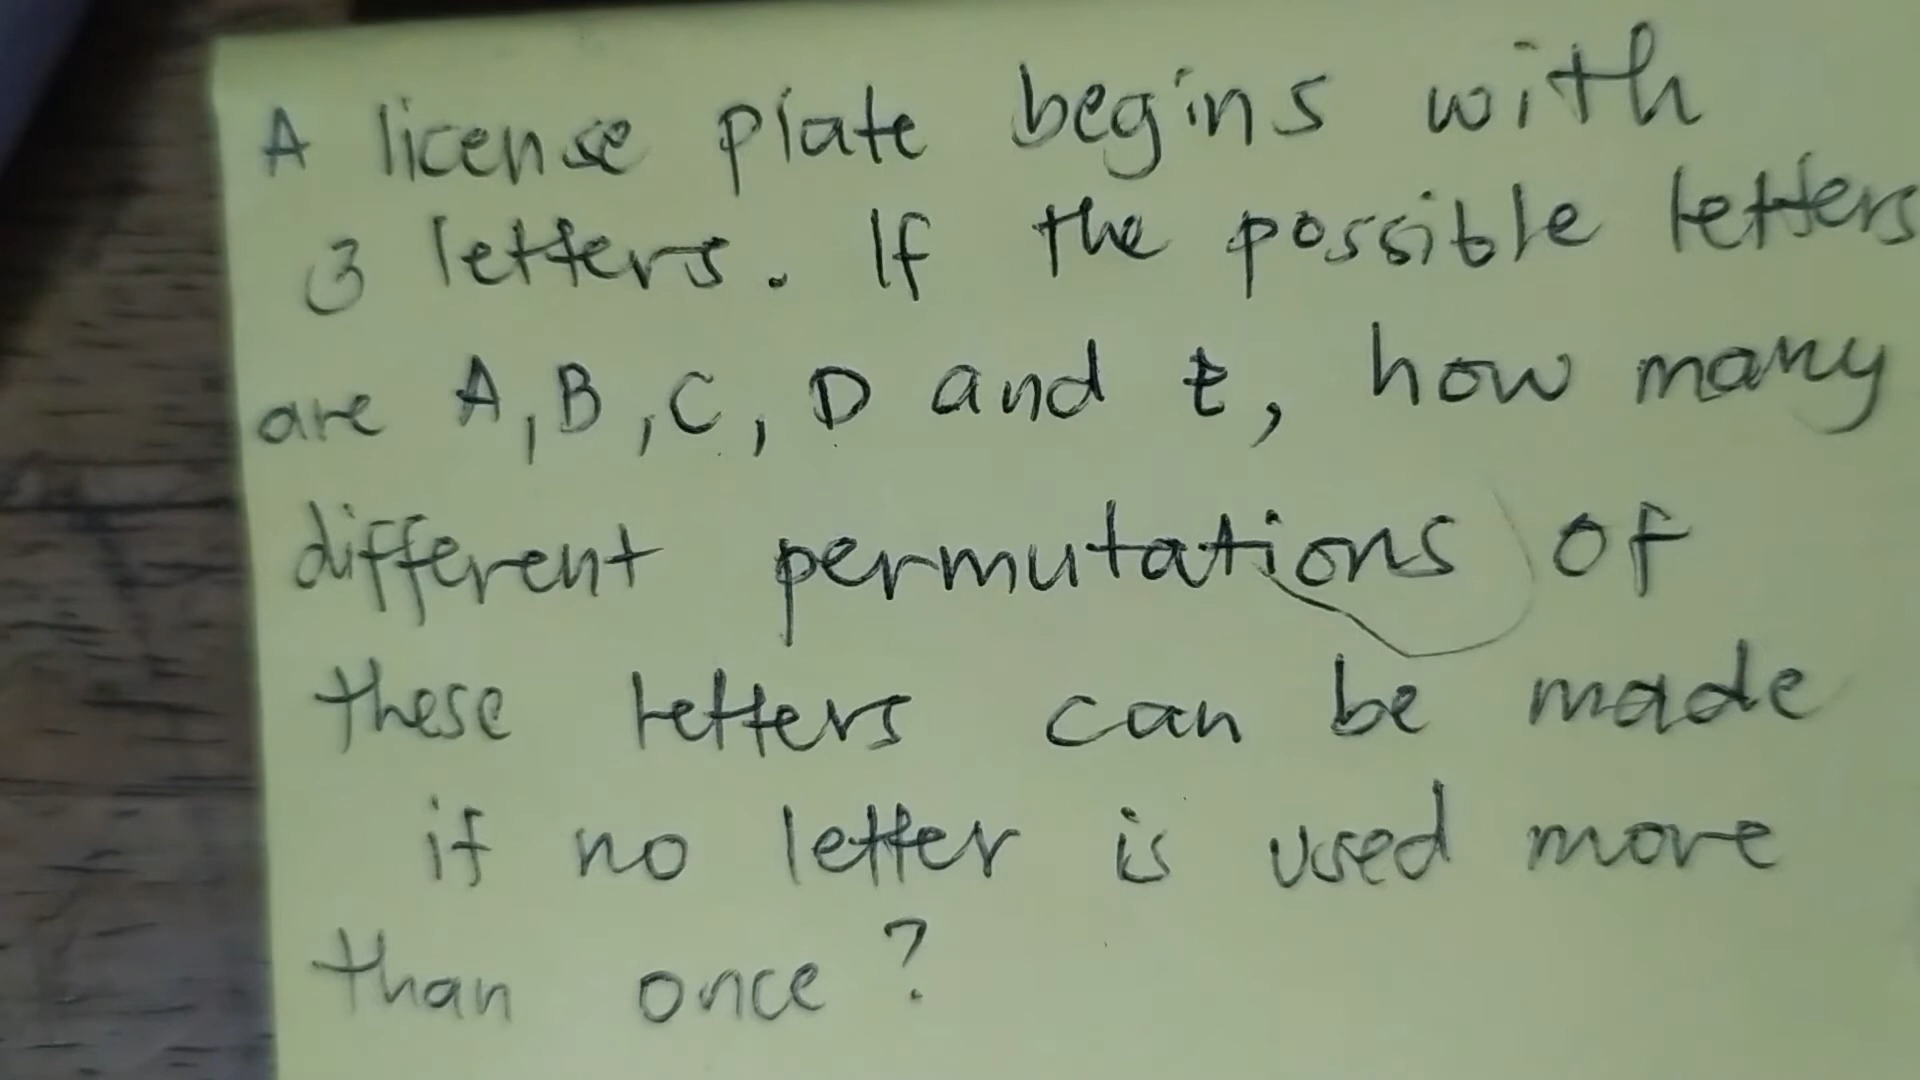 A license plate begins with
3 letters. If the possible letters
are A, B, C, D and E, how many
different permutations of
these letters can be made
if no letter is used more
than once?